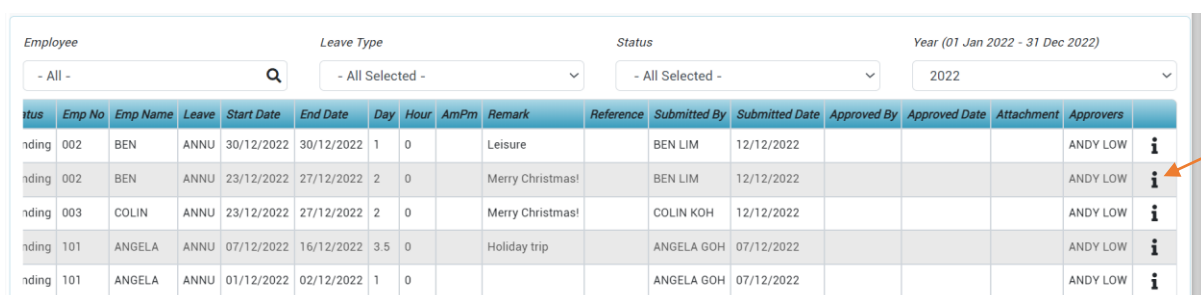 Employee Leave Type Status Year (01 Jan 2022 - 31 Dec 2022)
- All - - All Selected - - All Selected - 2022
atus Emp No Emp Name Leave Start Date End Date Day Hour AmPm Remark Reference Submitted By Submitted Date Approved By Approved Date Attachment Approvers
nding 002 BEN ANNU 30/12/2022 30/12/2022 1 0 Leisure BEN LIM 12/12/2022 ANDY LOW i
nding 002 BEN ANNU 23/12/2022 27/12/2022 2 0 Merry Christmas! BEN LIM 12/12/2022 ANDY LOW i
nding 003 COLIN ANNU 23/12/2022 27/12/2022 2 0 Merry Christmas! COLIN KOH 12/12/2022 ANDY LOW i
nding 101 ANGELA ANNU 07/12/2022 16/12/2022 3.5 0 Holiday trip ANGELA GOH 07/12/2022 ANDY LOW i
nding 101 ANGELA ANNU 01/12/2022 02/12/2022 1 0 ANGELA GOH 07/12/2022 ANDY LOW i